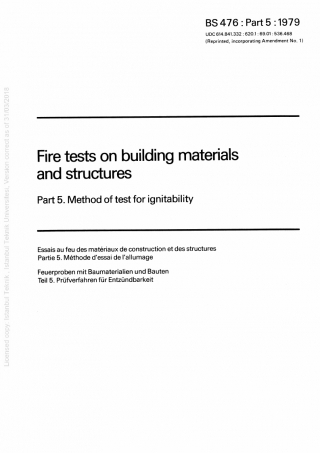 BS 476 : Part 5 : 1979
UDC 614.841.332 : 620.1 : 69.01 : 536.468
(Reprinted, incorporating Amendment No. 1)
Fire tests on building materials
and structures
Part 5. Method of test for ignitability
Essais au feu des matériaux de construction et des structures
Partie 5. Méthode d'essai de l'allumage
Feuerproben mit Baumaterialien und Bauten
Teil 5. Prüfverfahren für Entzündbarkeit
Licensed copy: Istanbul Teknik, Istanbul Teknik Universitesi, Version correct as of